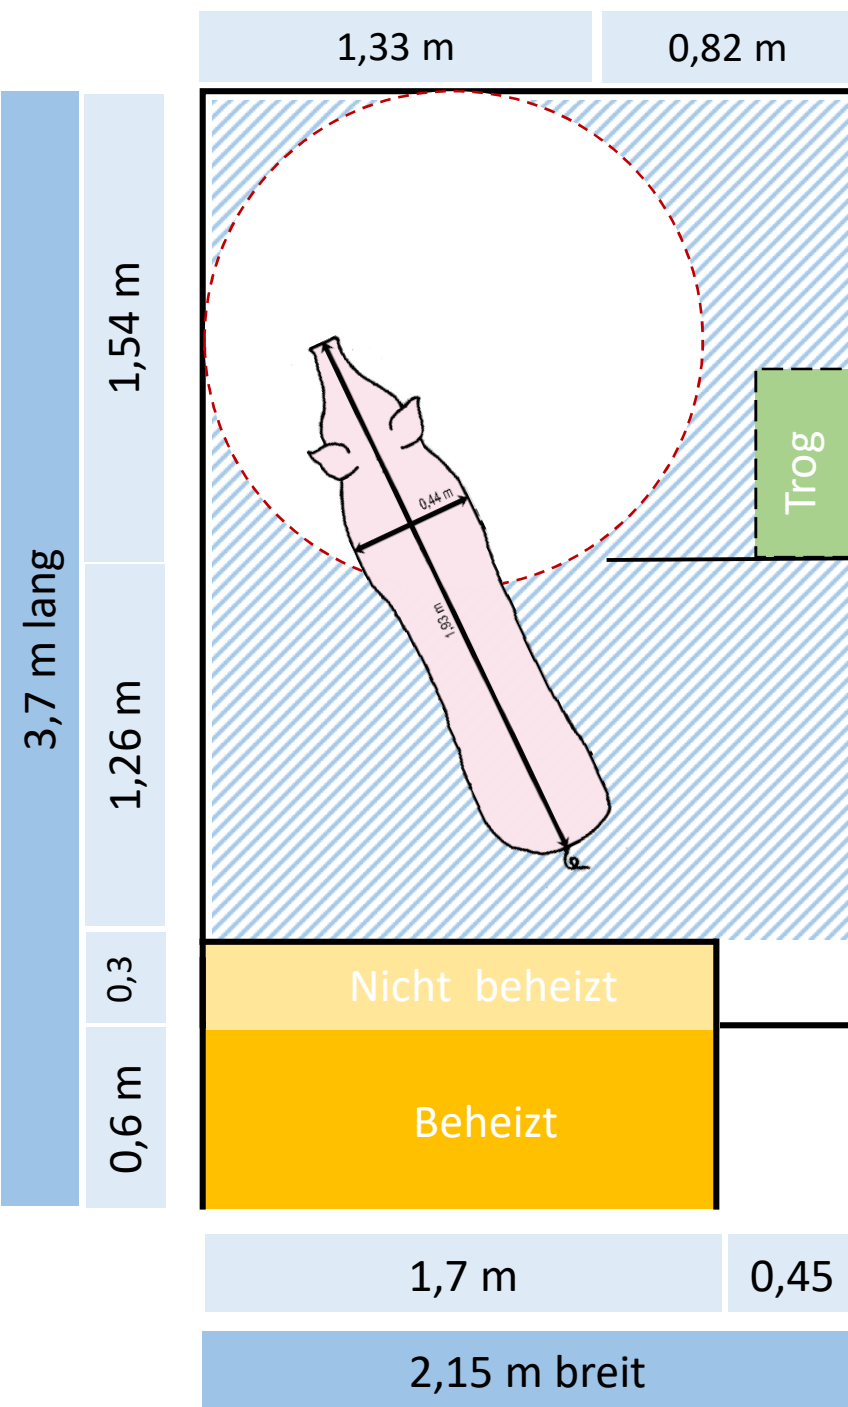 1,33 m
0,82 m
3,7 m lang
1,54 m
1,26 m
0,3
0,6 m
Trog
0,44 m
1,93 m
Nicht beheizt
Beheizt
1,7 m
0,45
2,15 m breit